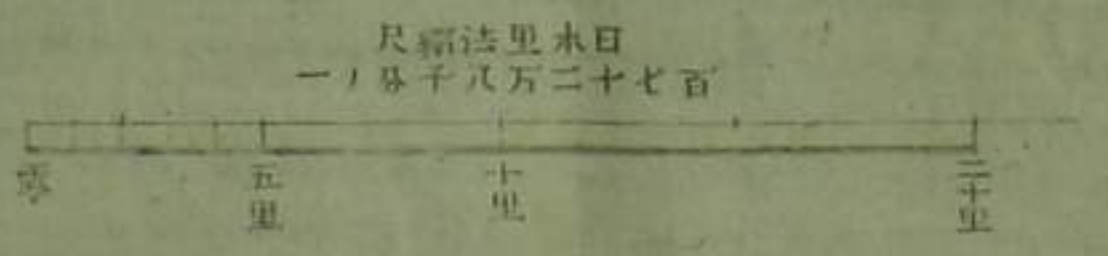 日本里法縮尺
百七十二万八千分ノ一
零
五里
十里
二十里